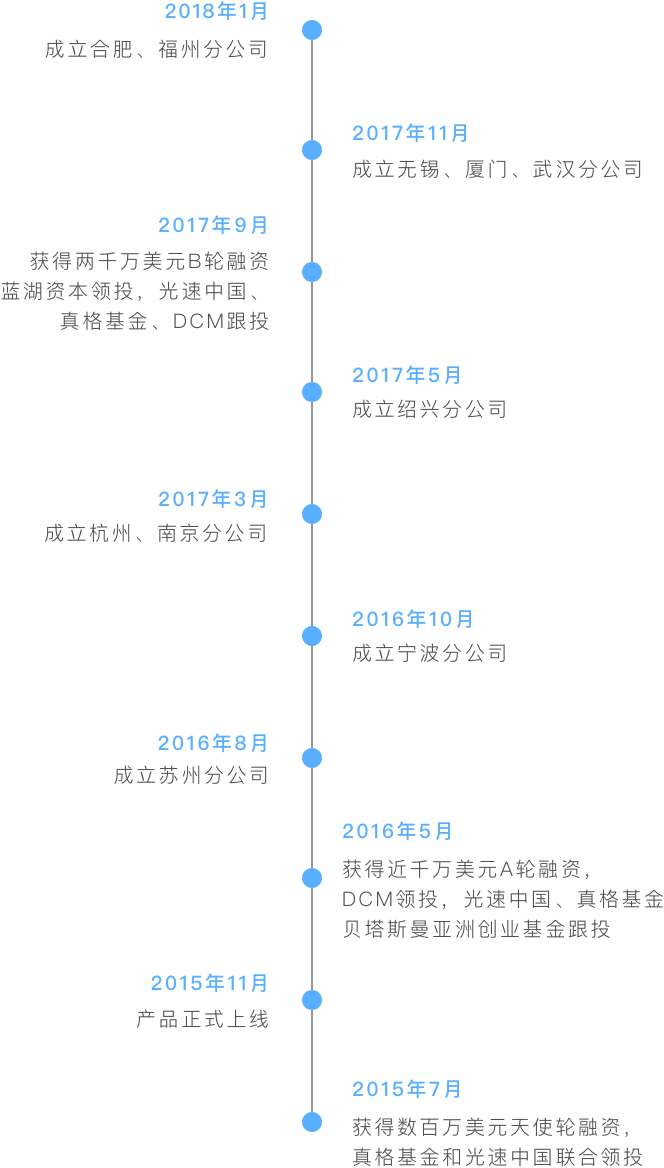 2018年1月
成立合肥、福州分公司
2017年11月
成立无锡、厦门、武汉分公司
2017年9月
获得两千万美元B轮融资
蓝湖资本领投，光速中国、
真格基金、DCM跟投
2017年5月
成立绍兴分公司
2017年3月
成立杭州、南京分公司
2016年10月
成立宁波分公司
2016年8月
成立苏州分公司
2016年5月
获得近千万美元A轮融资，
DCM领投，光速中国、真格基金
贝塔斯曼亚洲创业基金跟投
2015年11月
产品正式上线
2015年7月
获得数百万美元天使轮融资，
真格基金和光速中国联合领投